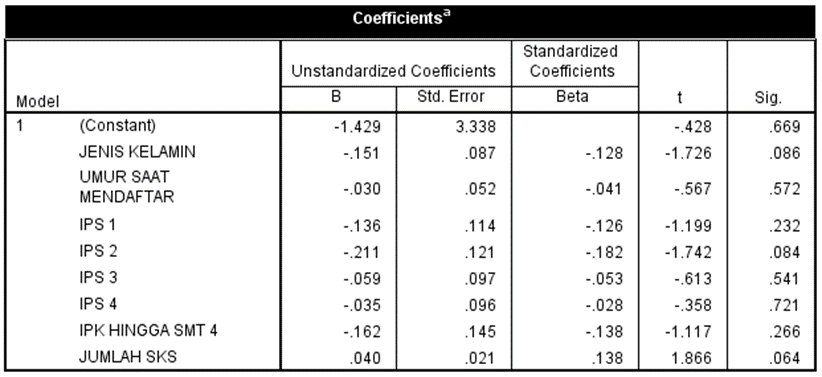 Coefficientsa
Unstandardized Coefficients Standardized Coefficients
Model B Std. Error Beta t Sig.
1 (Constant) -1.429 3.338 -.428 .669
JENIS KELAMIN -.151 .087 -.128 -1.726 .086
UMUR SAAT MENDAFTAR -.030 .052 -.041 -.567 .572
IPS 1 -.136 .114 -.126 -1.199 .232
IPS 2 -.211 .121 -.182 -1.742 .084
IPS 3 -.059 .097 -.053 -.613 .541
IPS 4 -.035 .096 -.028 -.358 .721
IPK HINGGA SMT 4 -.162 .145 -.138 -1.117 .266
JUMLAH SKS .040 .021 .138 1.866 .064